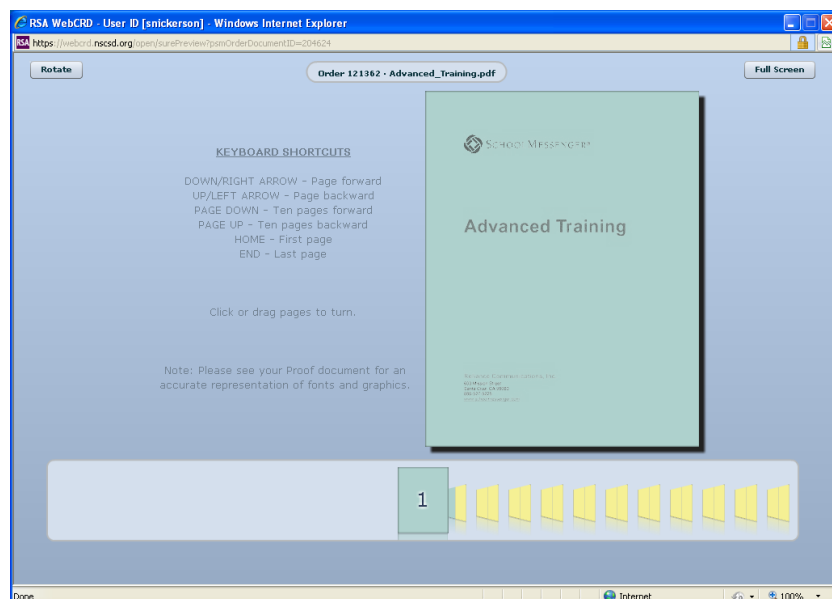 RSA WebCRD - User ID [snickerson] - Windows Internet Explorer
RSA https://webcrd.nscsd.org/open/surePreview?psmOrderDocumentID=204624
Rotate
Order 121362 - Advanced_Training.pdf
Full Screen
KEYBOARD SHORTCUTS
DOWN/RIGHT ARROW - Page forward
UP/LEFT ARROW - Page backward
PAGE DOWN - Ten pages forward
PAGE UP - Ten pages backward
HOME - First page
END - Last page
Click or drag pages to turn.
Note: Please see your Proof document for an
accurate representation of fonts and graphics.
SCHOOLMESSENGER
Advanced Training
1
Done
Internet
100%